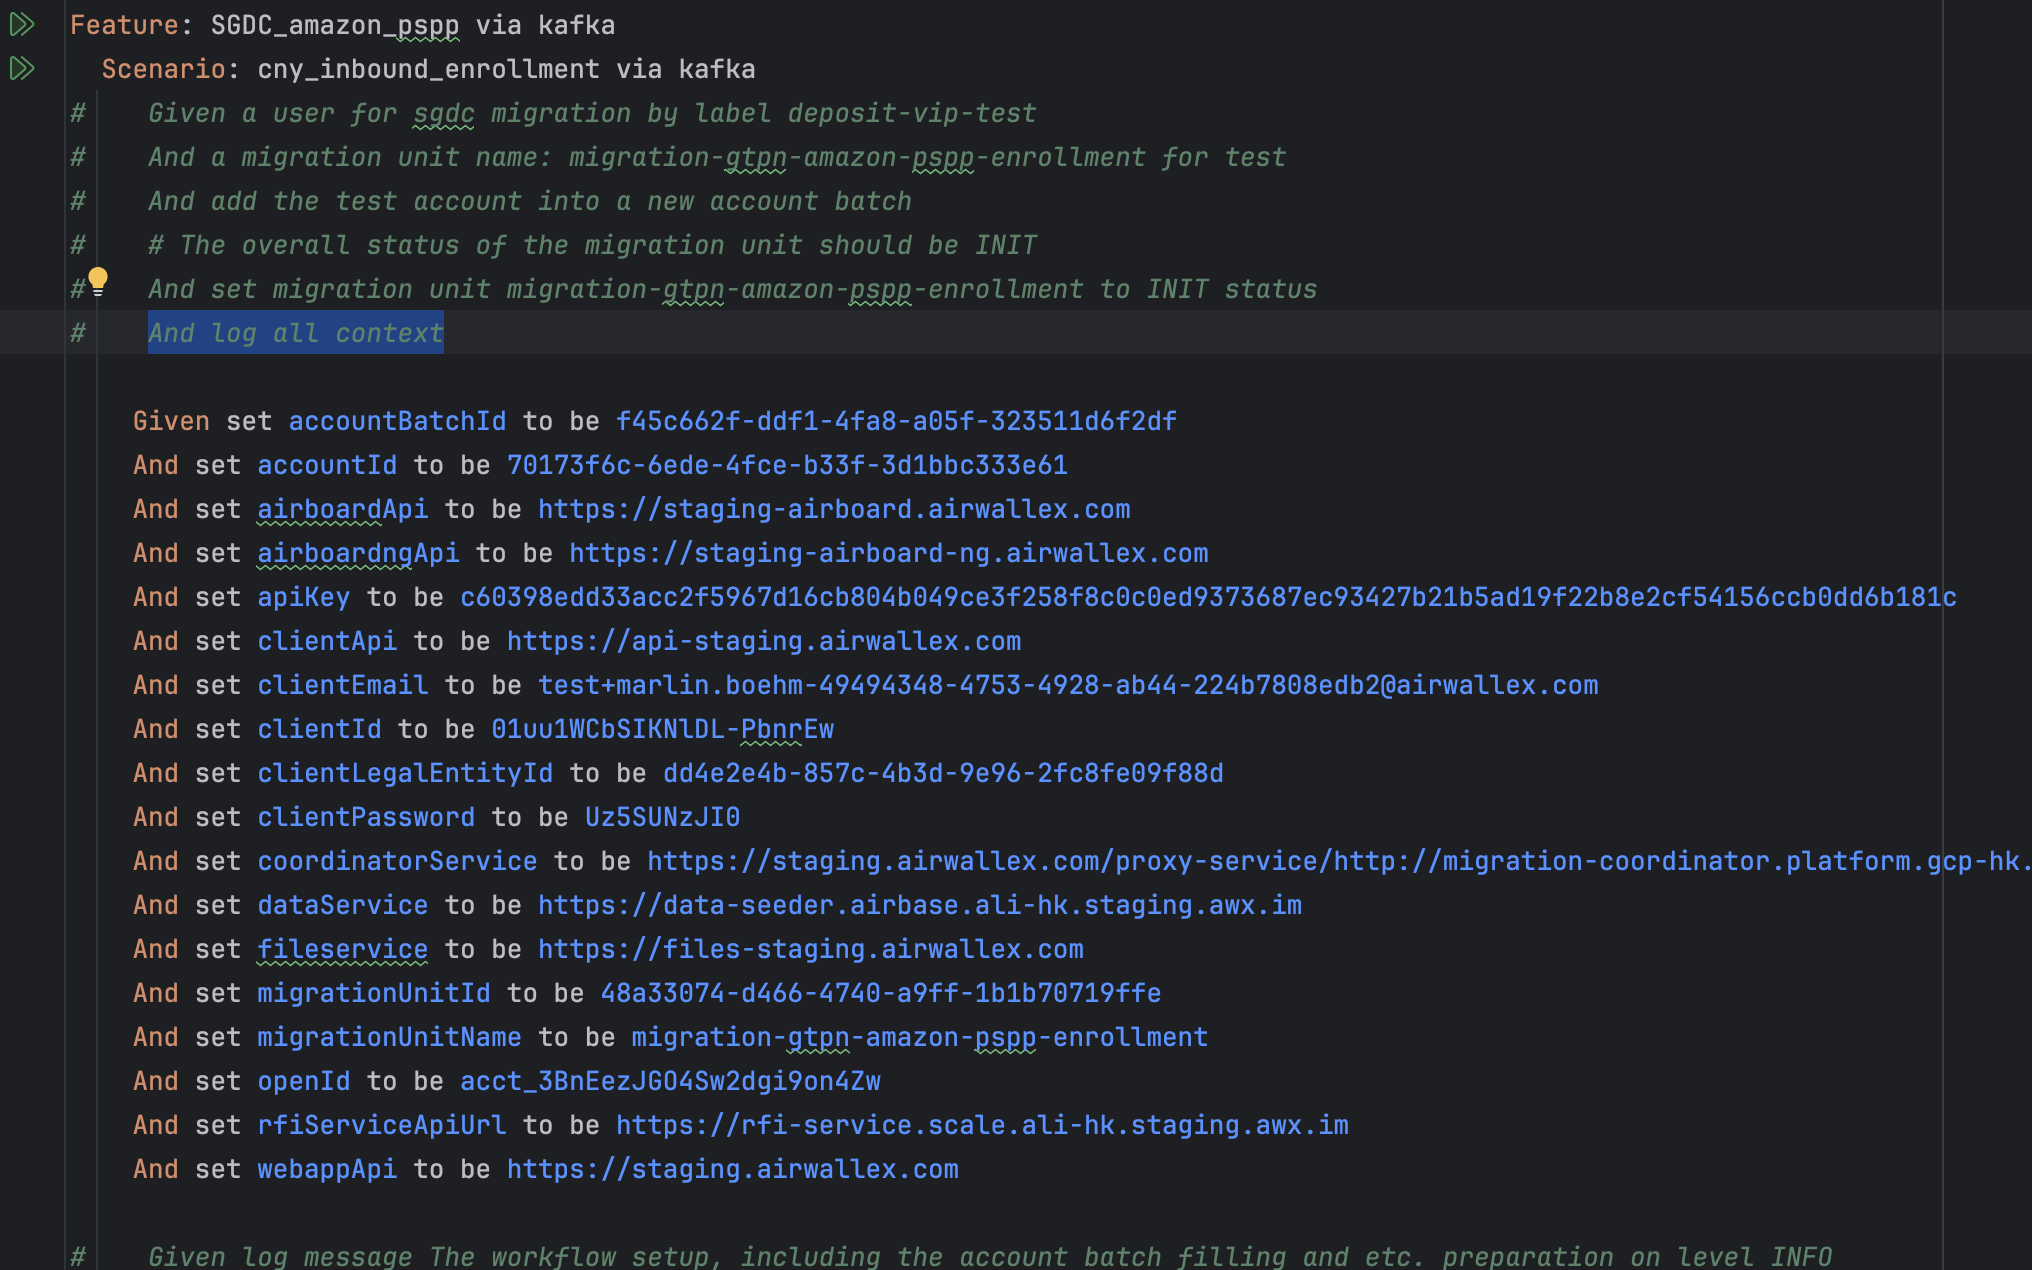 Feature: SGDC_amazon_pspp via kafka
Scenario: cny_inbound_enrollment via kafka
# Given a user for sgdc migration by label deposit-vip-test
# And a migration unit name: migration-gtpn-amazon-pspp-enrollment for test
# And add the test account into a new account batch
# # The overall status of the migration unit should be INIT
# And set migration unit migration-gtpn-amazon-pspp-enrollment to INIT status
# And log all context
Given set accountBatchId to be f45c662f-ddf1-4fa8-a05f-323511d6f2df
And set accountId to be 70173f6c-6ede-4fce-b33f-3d1bbc333e61
And set airboardApi to be https://staging-airboard.airwallex.com
And set airboardngApi to be https://staging-airboard-ng.airwallex.com
And set apiKey to be c60398edd33acc2f5967d16cb804b049ce3f258f8c0c0ed9373687ec93427b21b5ad19f22b8e2cf54156ccb0dd6b181c
And set clientApi to be https://api-staging.airwallex.com
And set clientEmail to be test+marlin.boehm-49494348-4753-4928-ab44-224b7808edb2@airwallex.com
And set clientId to be 01uu1WCbSIKNlDL-PbnrEw
And set clientLegalEntityId to be dd4e2e4b-857c-4b3d-9e96-2fc8fe09f88d
And set clientPassword to be Uz5SUNzJI0
And set coordinatorService to be https://staging.airwallex.com/proxy-service/http://migration-coordinator.platform.gcp-hk.
And set dataService to be https://data-seeder.airbase.ali-hk.staging.awx.im
And set fileservice to be https://files-staging.airwallex.com
And set migrationUnitId to be 48a33074-d466-4740-a9ff-1b1b70719ffe
And set migrationUnitName to be migration-gtpn-amazon-pspp-enrollment
And set openId to be acct_3BnEezJGO4Sw2dgi9on4Zw
And set rfiServiceApiUrl to be https://rfi-service.scale.ali-hk.staging.awx.im
And set webappApi to be https://staging.airwallex.com
# Given log message The workflow setup, including the account batch filling and etc. preparation on level INFO